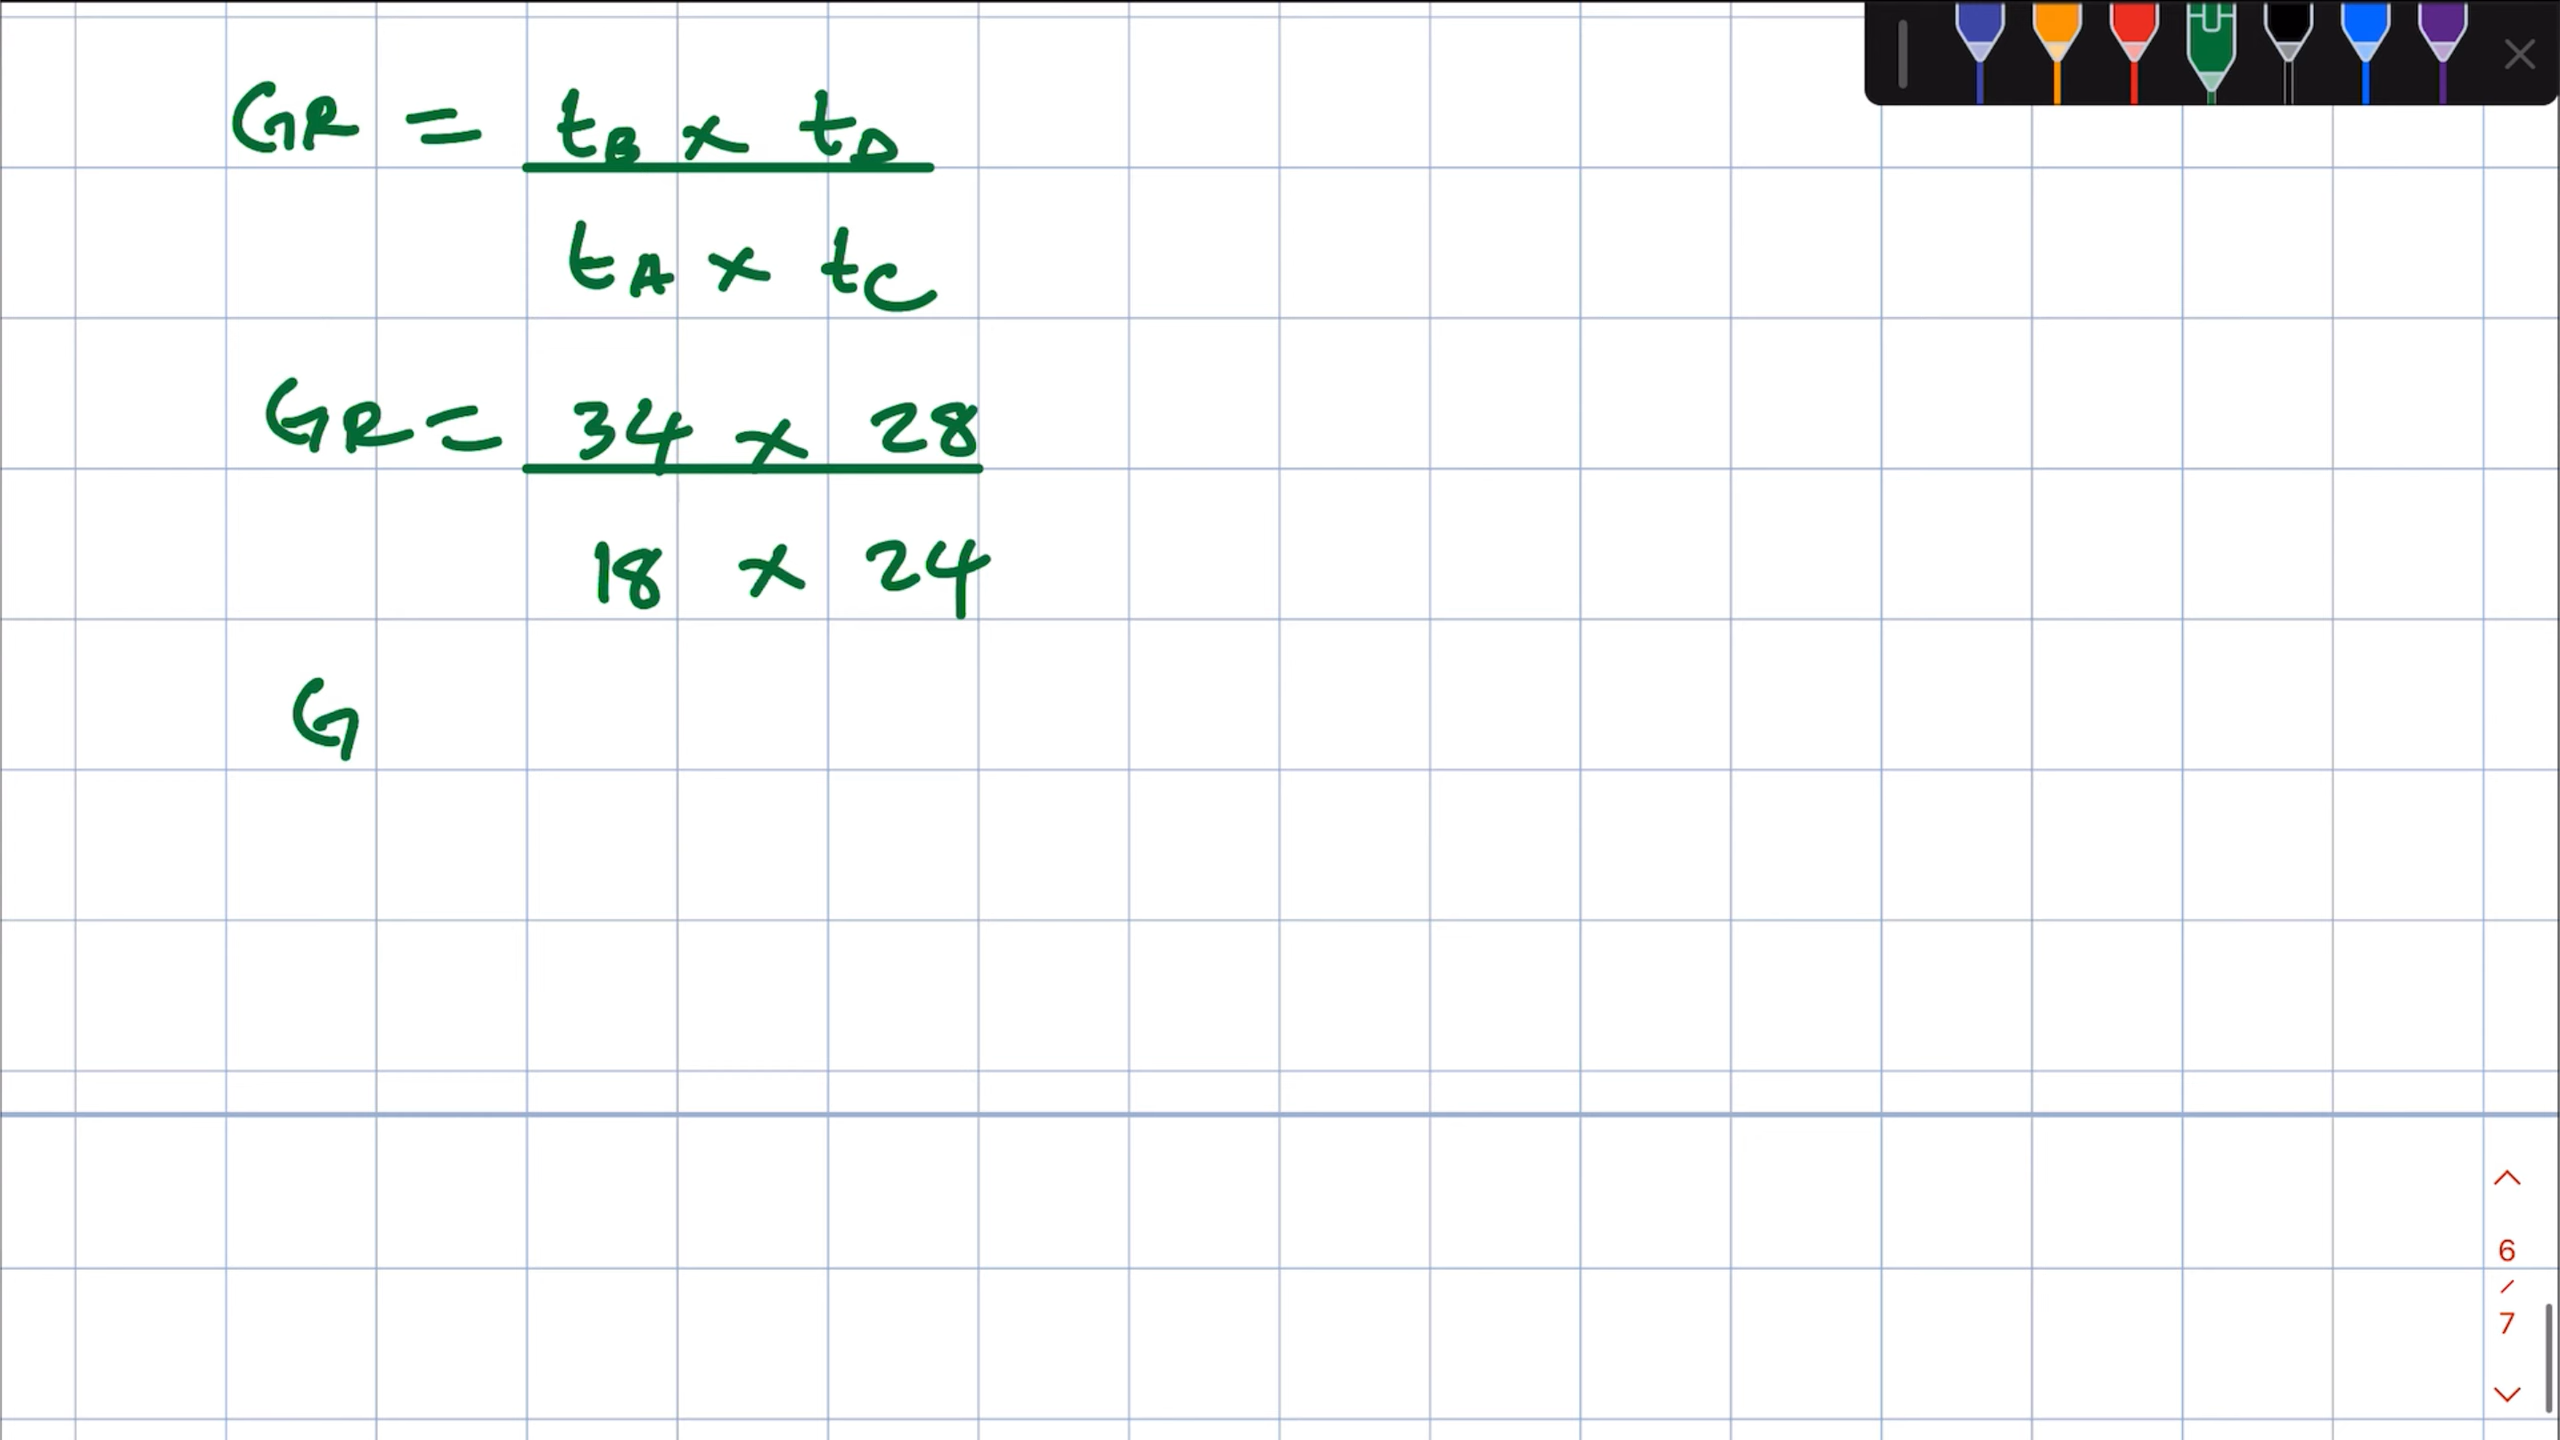 GR = tB x tD
tA x tC
GR = 34 x 28
18 x 24
G
6
/
7